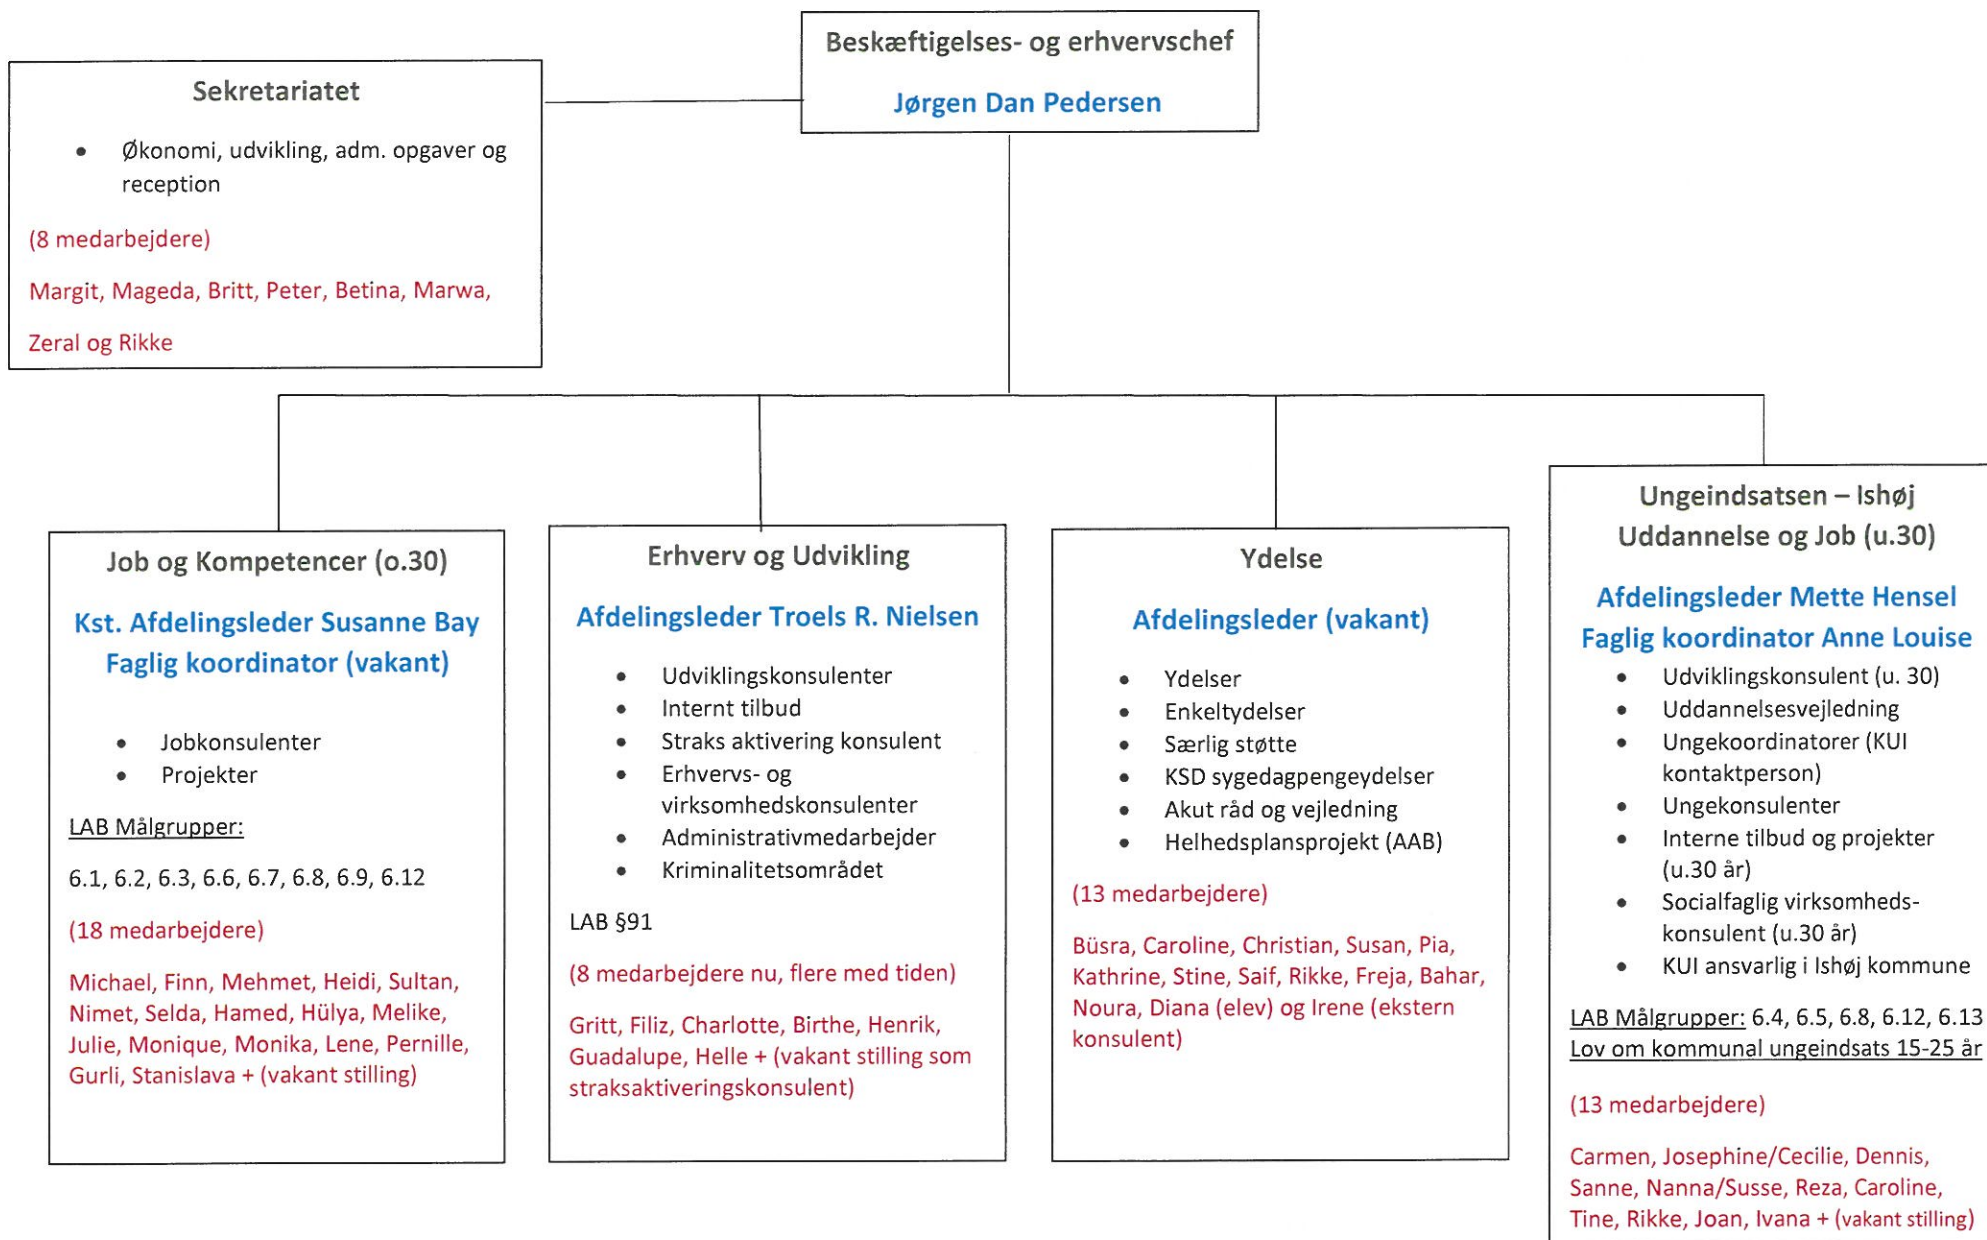 Beskæftigelses- og erhvervschef
Jørgen Dan Pedersen
Sekretariatet
• Økonomi, udvikling, adm. opgaver og
reception
(8 medarbejdere)
Margit, Mageda, Britt, Peter, Betina, Marwa,
Zeral og Rikke
Job og Kompetencer (o.30)
Kst. Afdelingsleder Susanne Bay
Faglig koordinator (vakant)
• Jobkonsulenter
• Projekter
LAB Målgrupper:
6.1, 6.2, 6.3, 6.6, 6.7, 6.8, 6.9, 6.12
(18 medarbejdere)
Michael, Finn, Mehmet, Heidi, Sultan,
Nimet, Selda, Hamed, Hülya, Melike,
Julie, Monique, Monika, Lene, Pernille,
Gurli, Stanislava + (vakant stilling)
Erhverv og Udvikling
Afdelingsleder Troels R. Nielsen
• Udviklingskonsulenter
• Internt tilbud
• Straks aktivering konsulent
• Erhvervs- og
virksomhedskonsulenter
• Administrativmedarbejder
• Kriminalitetsområdet
LAB §91
(8 medarbejdere nu, flere med tiden)
Gritt, Filiz, Charlotte, Birthe, Henrik,
Guadalupe, Helle + (vakant stilling som
straksaktiveringskonsulent)
Ydelse
Afdelingsleder (vakant)
• Ydelser
• Enkeltydelser
• Særlig støtte
• KSD sygedagpengeydelser
• Akut råd og vejledning
• Helhedsplansprojekt (AAB)
(13 medarbejdere)
Büsra, Caroline, Christian, Susan, Pia,
Kathrine, Stine, Saif, Rikke, Freja, Bahar,
Noura, Diana (elev) og Irene (ekstern
konsulent)
Ungeindsatsen – Ishøj
Uddannelse og Job (u.30)
Afdelingsleder Mette Hensel
Faglig koordinator Anne Louise
• Udviklingskonsulent (u. 30)
• Uddannelsesvejledning
• Ungekoordinatorer (KUI
kontaktperson)
• Ungekonsulenter
• Interne tilbud og projekter
(u.30 år)
• Socialfaglig virksomheds-
konsulent (u.30 år)
• KUI ansvarlig i Ishøj kommune
LAB Målgrupper: 6.4, 6.5, 6.8, 6.12, 6.13
Lov om kommunal ungeindsats 15-25 år
(13 medarbejdere)
Carmen, Josephine/Cecilie, Dennis,
Sanne, Nanna/Susse, Reza, Caroline,
Tine, Rikke, Joan, Ivana + (vakant stilling)